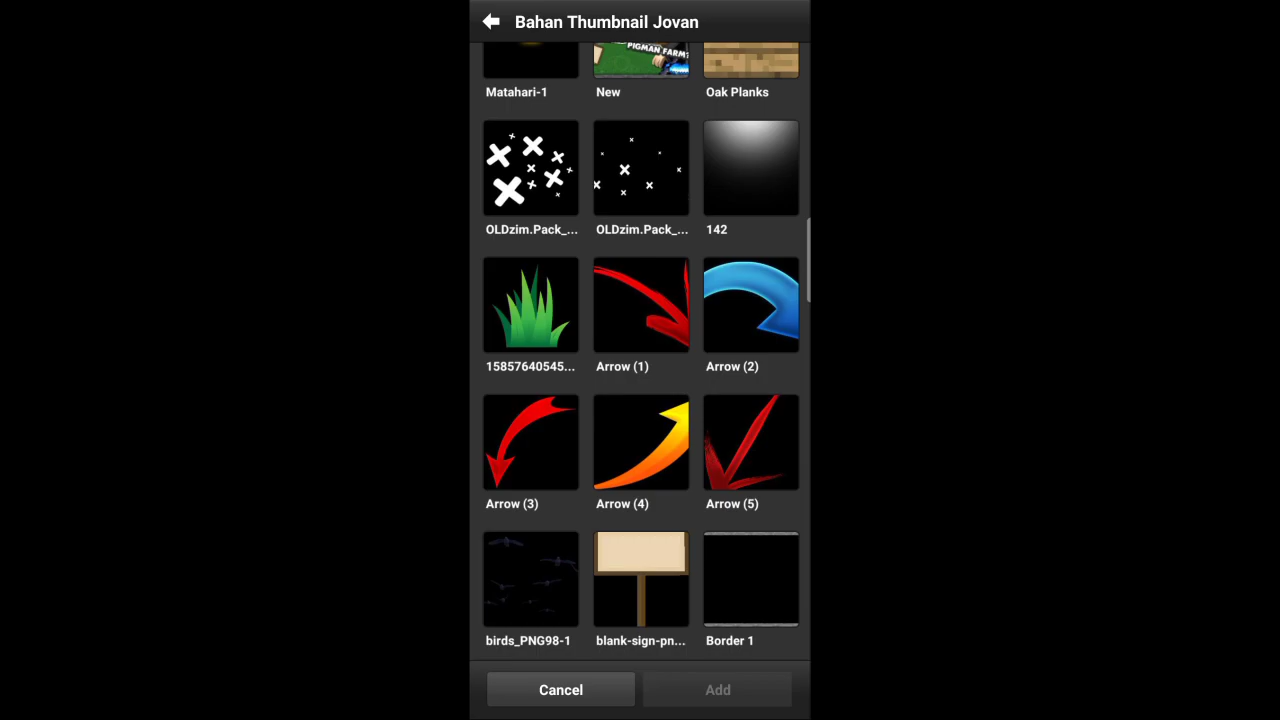 Bahan Thumbnail Jovan
PIGMAN FARM?
Matahari-1
New
Oak Planks
OLDzim.Pack_...
OLDzim.Pack_...
142
15857640545...
Arrow (1)
Arrow (2)
Arrow (3)
Arrow (4)
Arrow (5)
birds_PNG98-1
blank-sign-pn...
Border 1
Cancel
Add